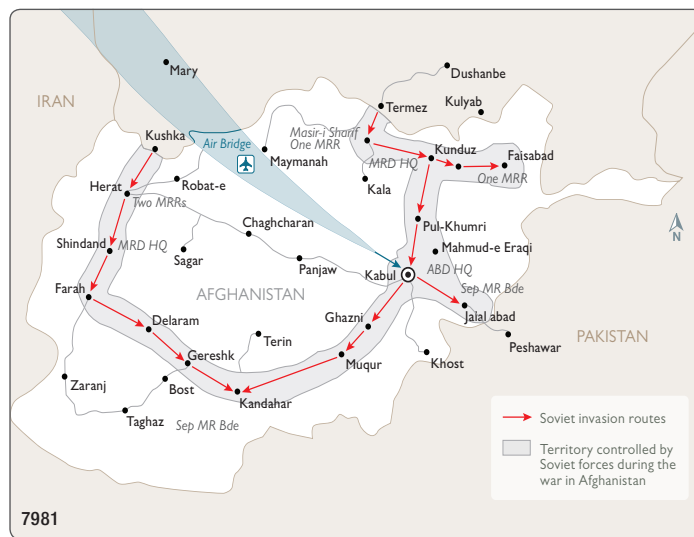 Mary
Dushanbe
IRAN
Termez
Kulyab
Kushka
Air Bridge
Masir-i Sharif
One MRR
Maymanah
Kunduz
MRD HQ
Faisabad
One MRR
Kala
Robat-e
Herat
Two MRRs
Pul-Khumri
Chaghcharan
Shindand
MRD HQ
Sagar
Mahmud-e Eraqi
Panjaw
Kabul
ABD HQ
Sep MR Bde
Farah
AFGHANISTAN
Jalal abad
Ghazni
PAKISTAN
Peshawar
Delaram
Terin
Gereshk
Muqur
Khost
Zaranj
Bost
Kandahar
Taghaz
Sep MR Bde
N
Soviet invasion routes
Territory controlled by
Soviet forces during the
war in Afghanistan
7981